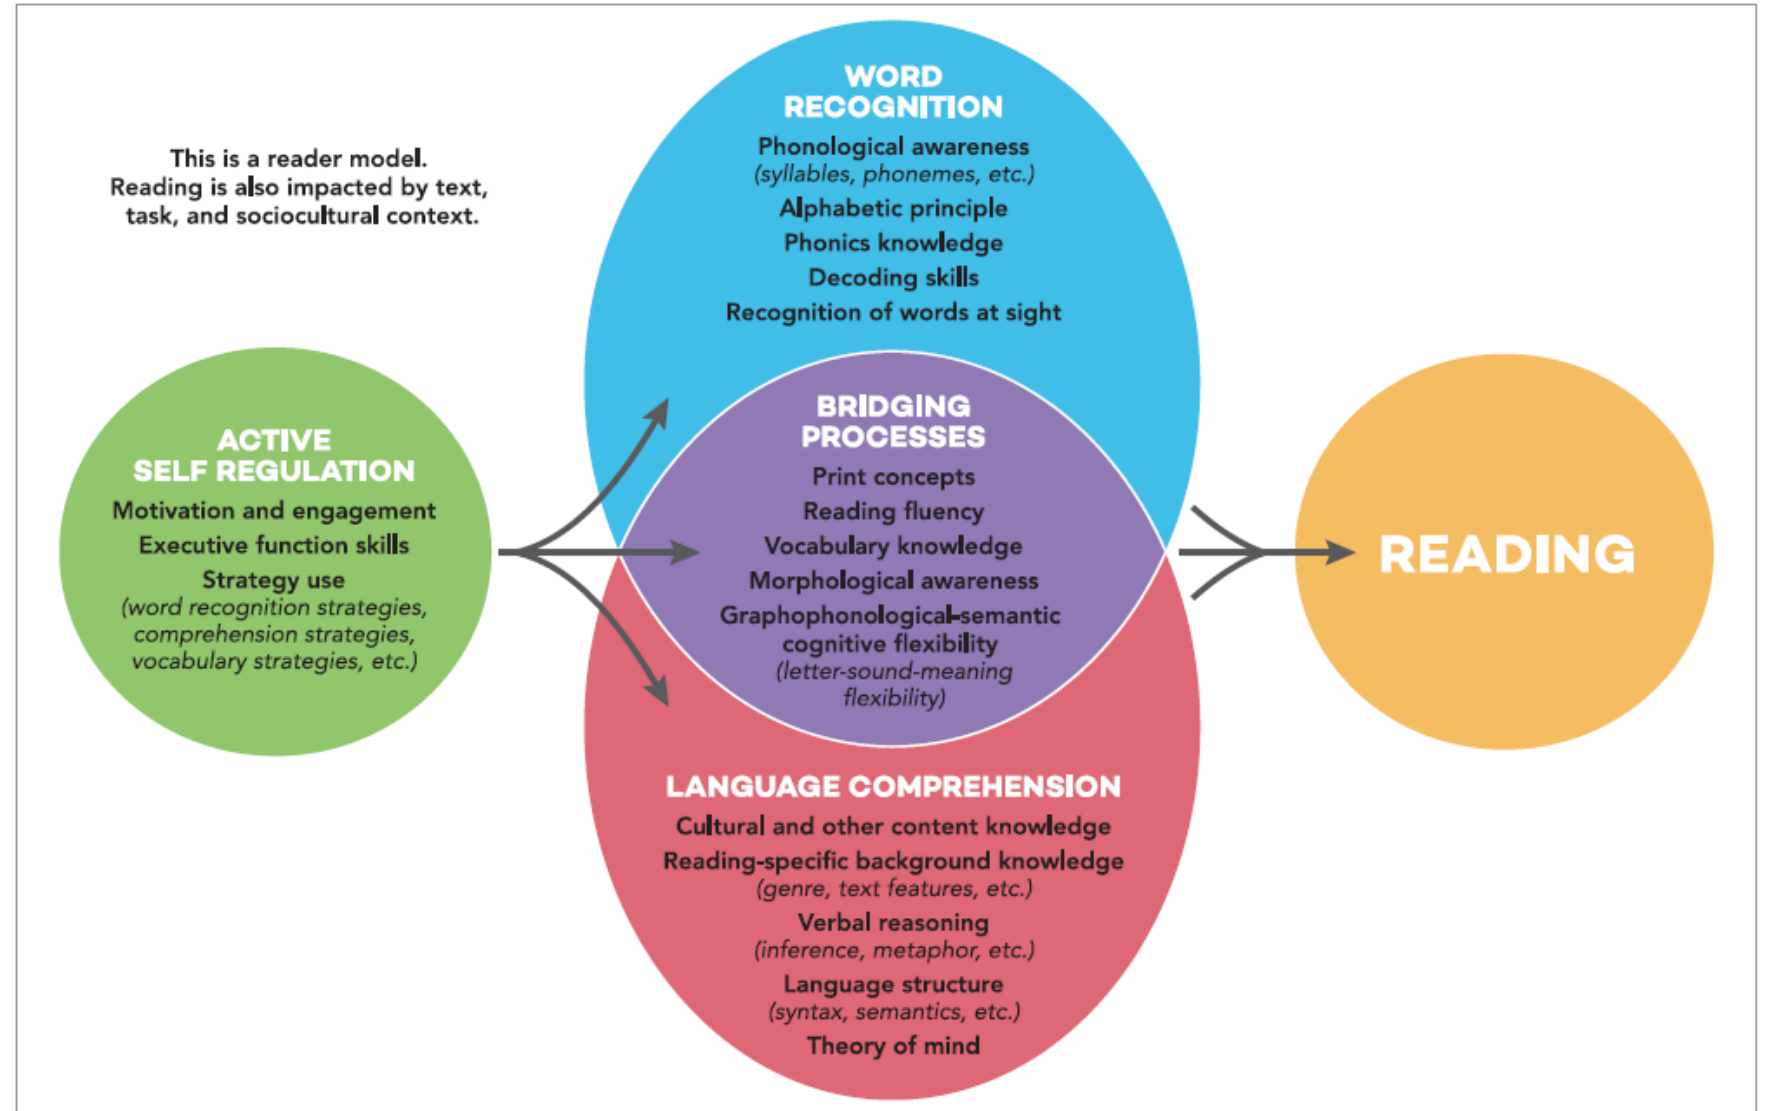 This is a reader model.
Reading is also impacted by text,
task, and sociocultural context.
ACTIVE
SELF REGULATION
Motivation and engagement
Executive function skills
Strategy use
(word recognition strategies,
comprehension strategies,
vocabulary strategies, etc.)
WORD
RECOGNITION
Phonological awareness
(syllables, phonemes, etc.)
Alphabetic principle
Phonics knowledge
Decoding skills
Recognition of words at sight
BRIDGING
PROCESSES
Print concepts
Reading fluency
Vocabulary knowledge
Morphological awareness
Graphophonological-semantic
cognitive flexibility
(letter-sound-meaning
flexibility)
LANGUAGE COMPREHENSION
Cultural and other content knowledge
Reading-specific background knowledge
(genre, text features, etc.)
Verbal reasoning
(inference, metaphor, etc.)
Language structure
(syntax, semantics, etc.)
Theory of mind
READING